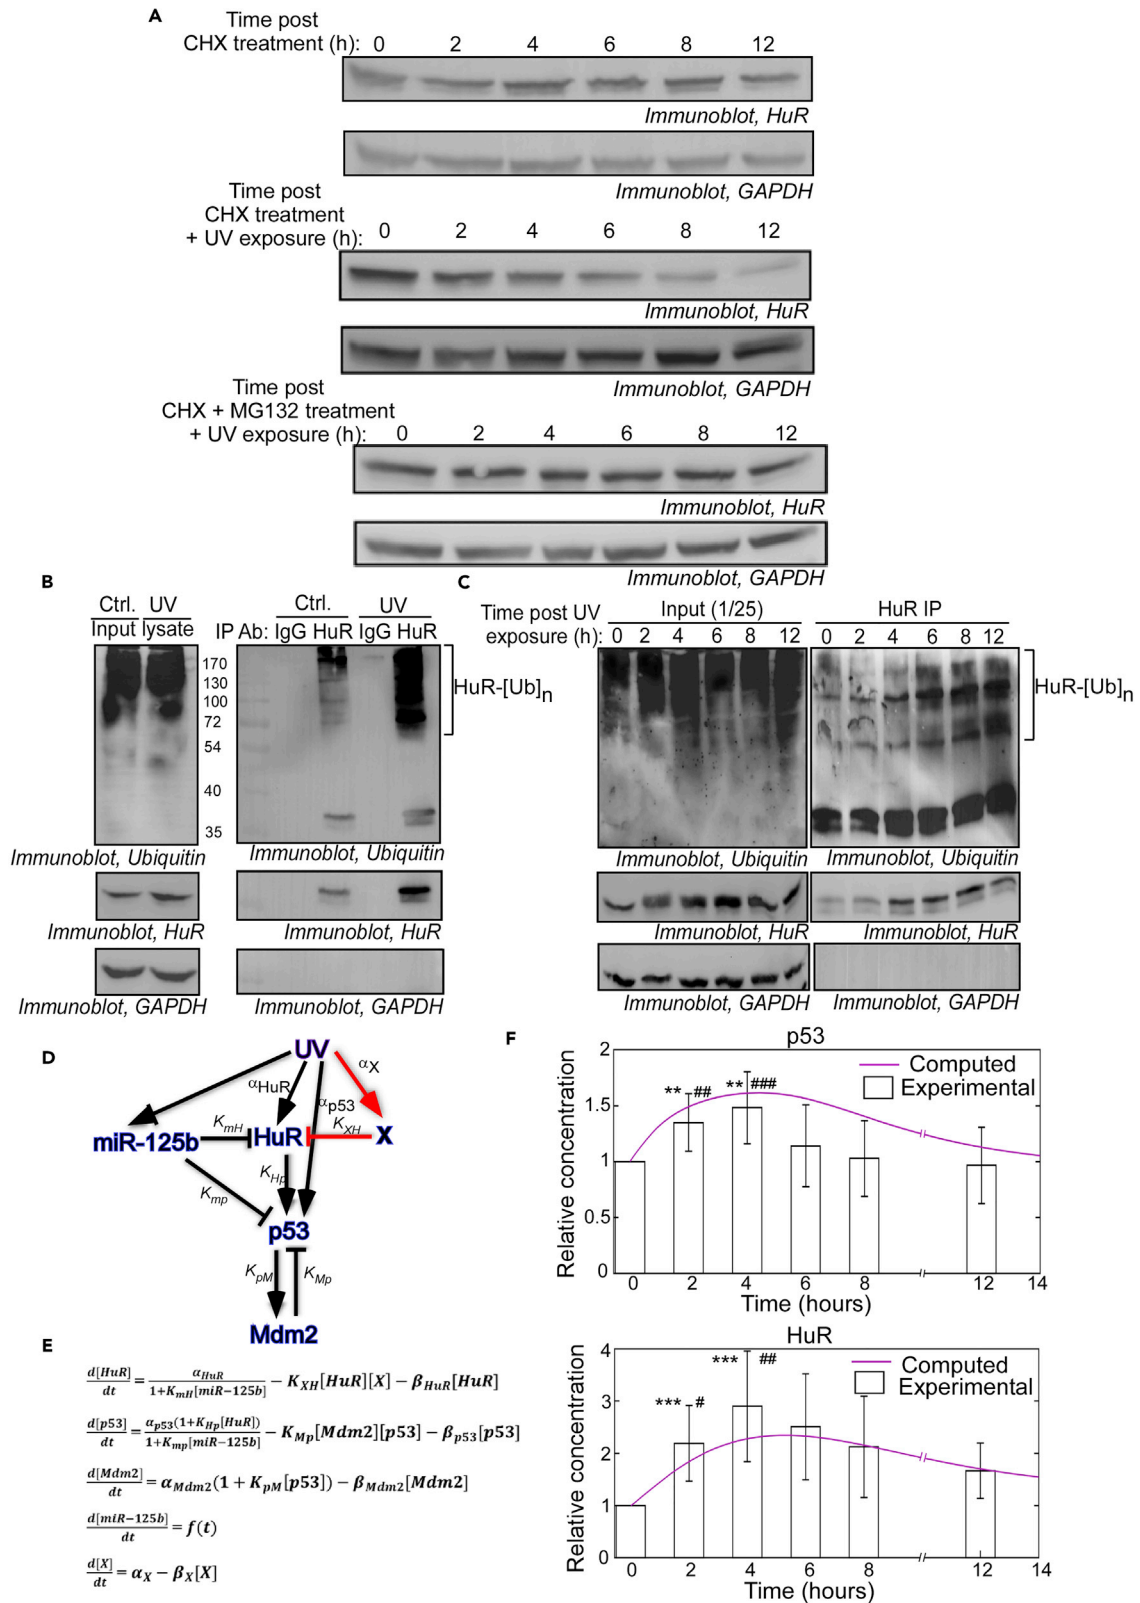 A
Time post
CHX treatment (h): 0 2 4 6 8 12
Immunoblot, HuR
Immunoblot, GAPDH
Time post
CHX treatment
+ UV exposure (h): 0 2 4 6 8 12
Immunoblot, HuR
Immunoblot, GAPDH
Time post
CHX + MG132 treatment
+ UV exposure (h): 0 2 4 6 8 12
Immunoblot, HuR
Immunoblot, GAPDH
B
Ctrl. UV
Input lysate
Ctrl. UV
IP Ab: IgG HuR IgG HuR
170
130
100
72
54
40
35
HuR-[Ub]n
Immunoblot, Ubiquitin Immunoblot, Ubiquitin
Immunoblot, HuR Immunoblot, HuR
Immunoblot, GAPDH Immunoblot, GAPDH
C
Time post UV exposure (h):
Input (1/25) HuR IP
0 2 4 6 8 12 0 2 4 6 8 12
HuR-[Ub]n
Immunoblot, Ubiquitin Immunoblot, Ubiquitin
Immunoblot, HuR Immunoblot, HuR
Immunoblot, GAPDH Immunoblot, GAPDH
D
UV
αHuR αp53 αX
miR-125b KmH HuR KXH X
Kmp KHp
p53
KpM KMp
Mdm2
E
d[HuR]/dt = αHuR/(1+KmH[miR-125b]) − KXH[HuR][X] − βHuR[HuR]
d[p53]/dt = αp53(1+KHp[HuR])/(1+Kmp[miR-125b]) − KMp[Mdm2][p53] − βp53[p53]
d[Mdm2]/dt = αMdm2(1 + KpM[p53]) − βMdm2[Mdm2]
d[miR-125b]/dt = f(t)
d[X]/dt = αX − βX[X]
F
p53
Computed
Experimental
** ## ** ###
Relative concentration
2
1.5
1
0.5
0
0 2 4 6 8 12 14
Time (hours)
HuR
Computed
Experimental
*** # *** ##
Relative concentration
4
3
2
1
0
0 2 4 6 8 12 14
Time (hours)